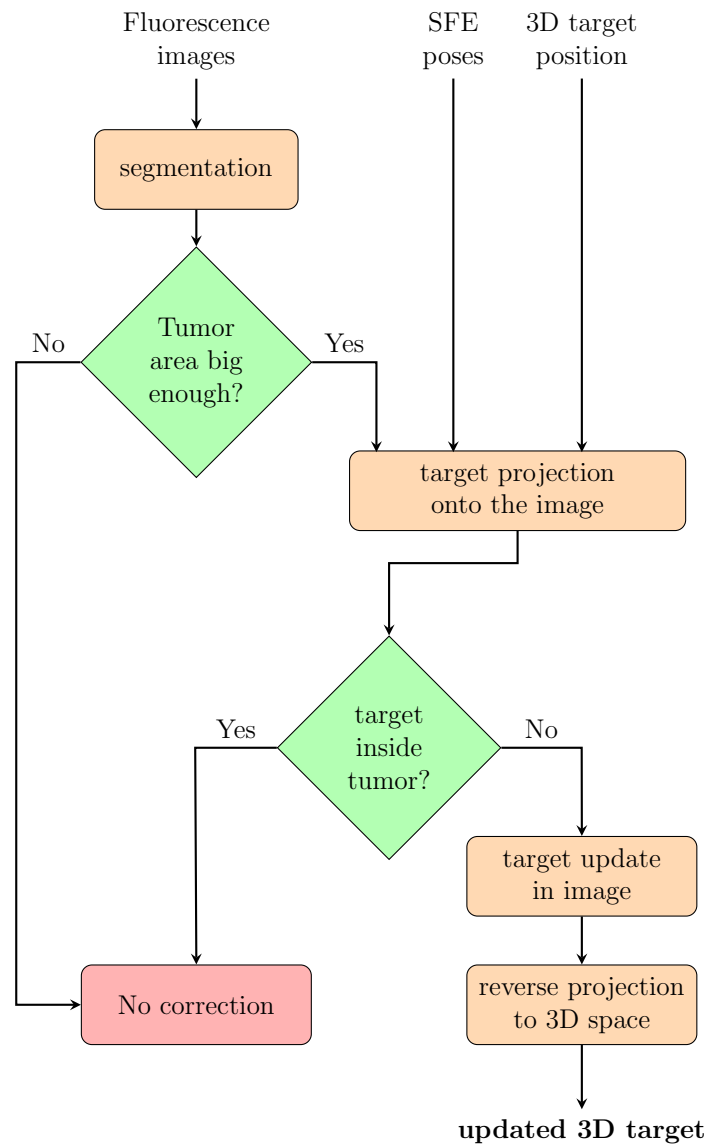 Fluorescence
images
SFE
poses
3D target
position
segmentation
Tumor
area big
enough?
No
Yes
target projection
onto the image
target
inside
tumor?
Yes
No
target update
in image
No correction
reverse projection
to 3D space
updated 3D target